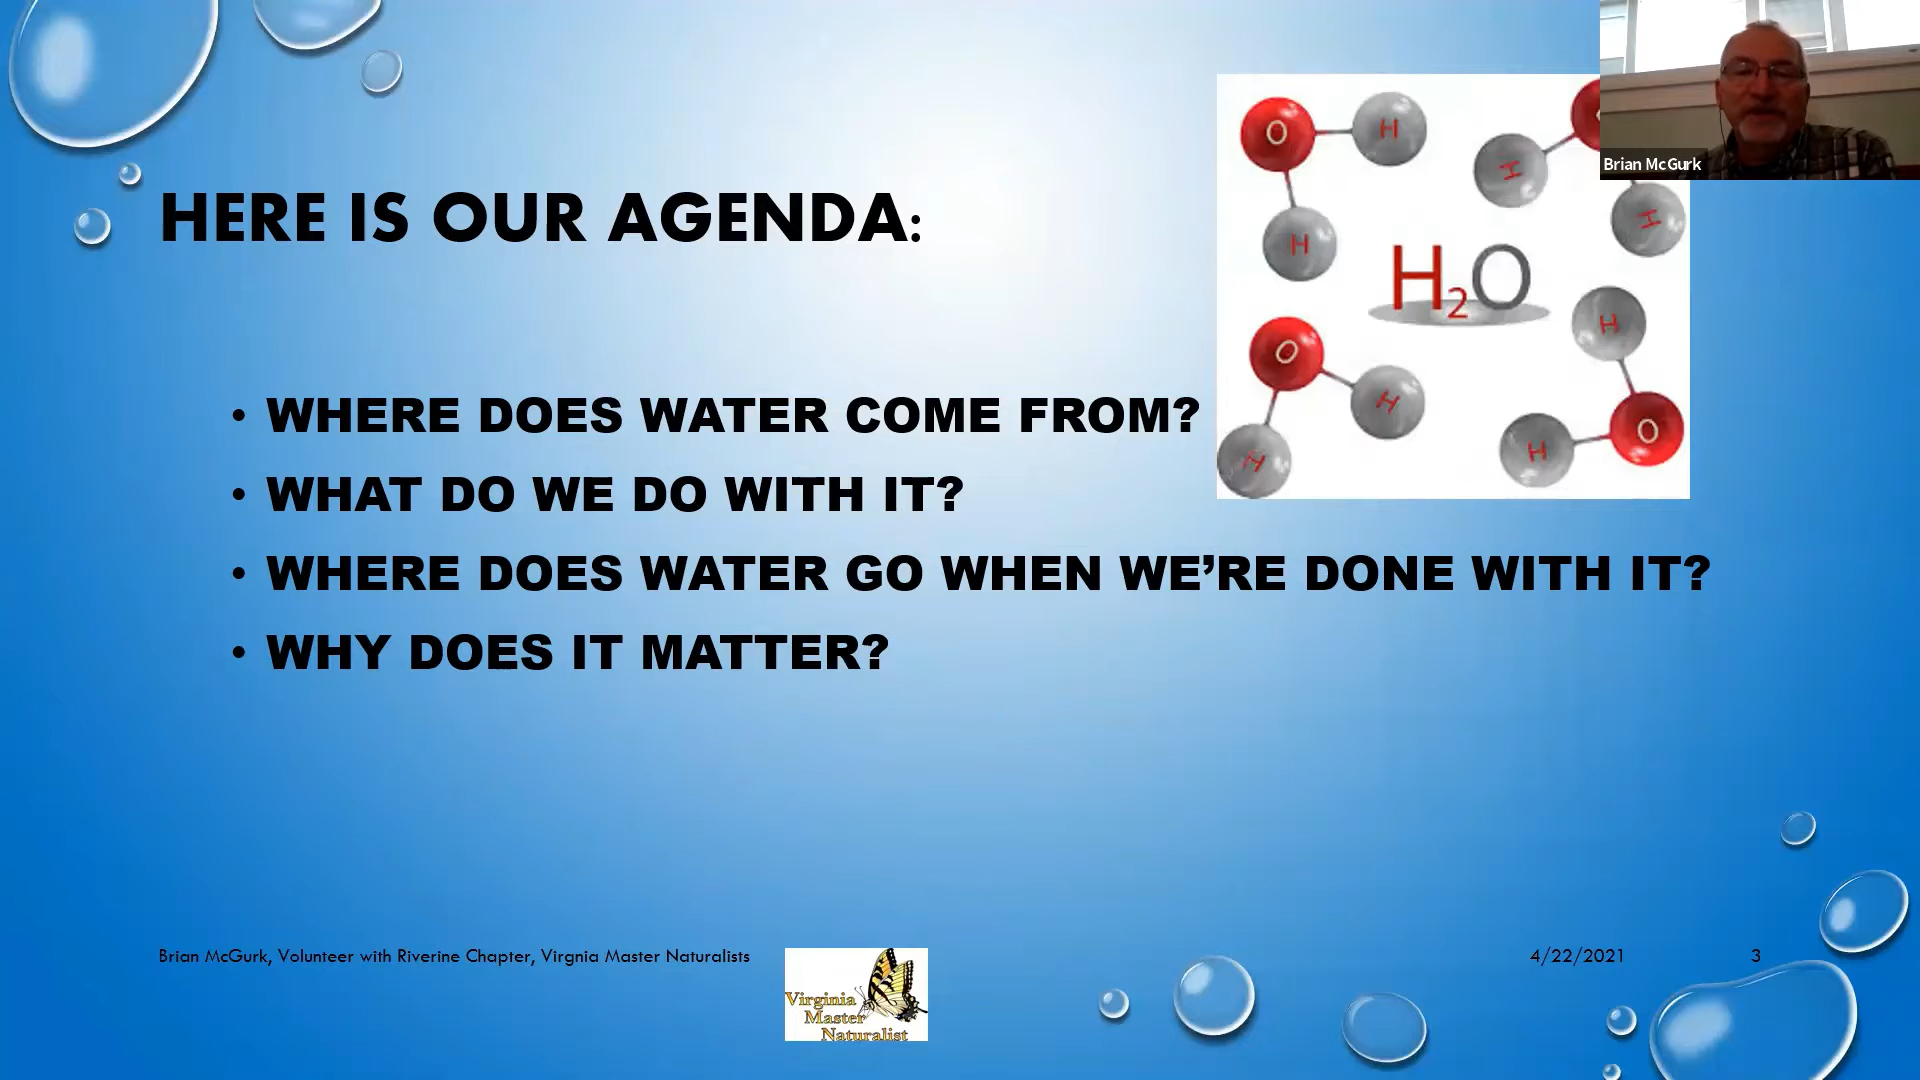 Brian McGurk
HERE IS OUR AGENDA:
O H
H
H
H
H₂O
O H
H
H
H O
• WHERE DOES WATER COME FROM?
• WHAT DO WE DO WITH IT?
• WHERE DOES WATER GO WHEN WE’RE DONE WITH IT?
• WHY DOES IT MATTER?
Brian McGurk, Volunteer with Riverine Chapter, Virgnia Master Naturalists
Virginia
Master
Naturalist
4/22/2021
3